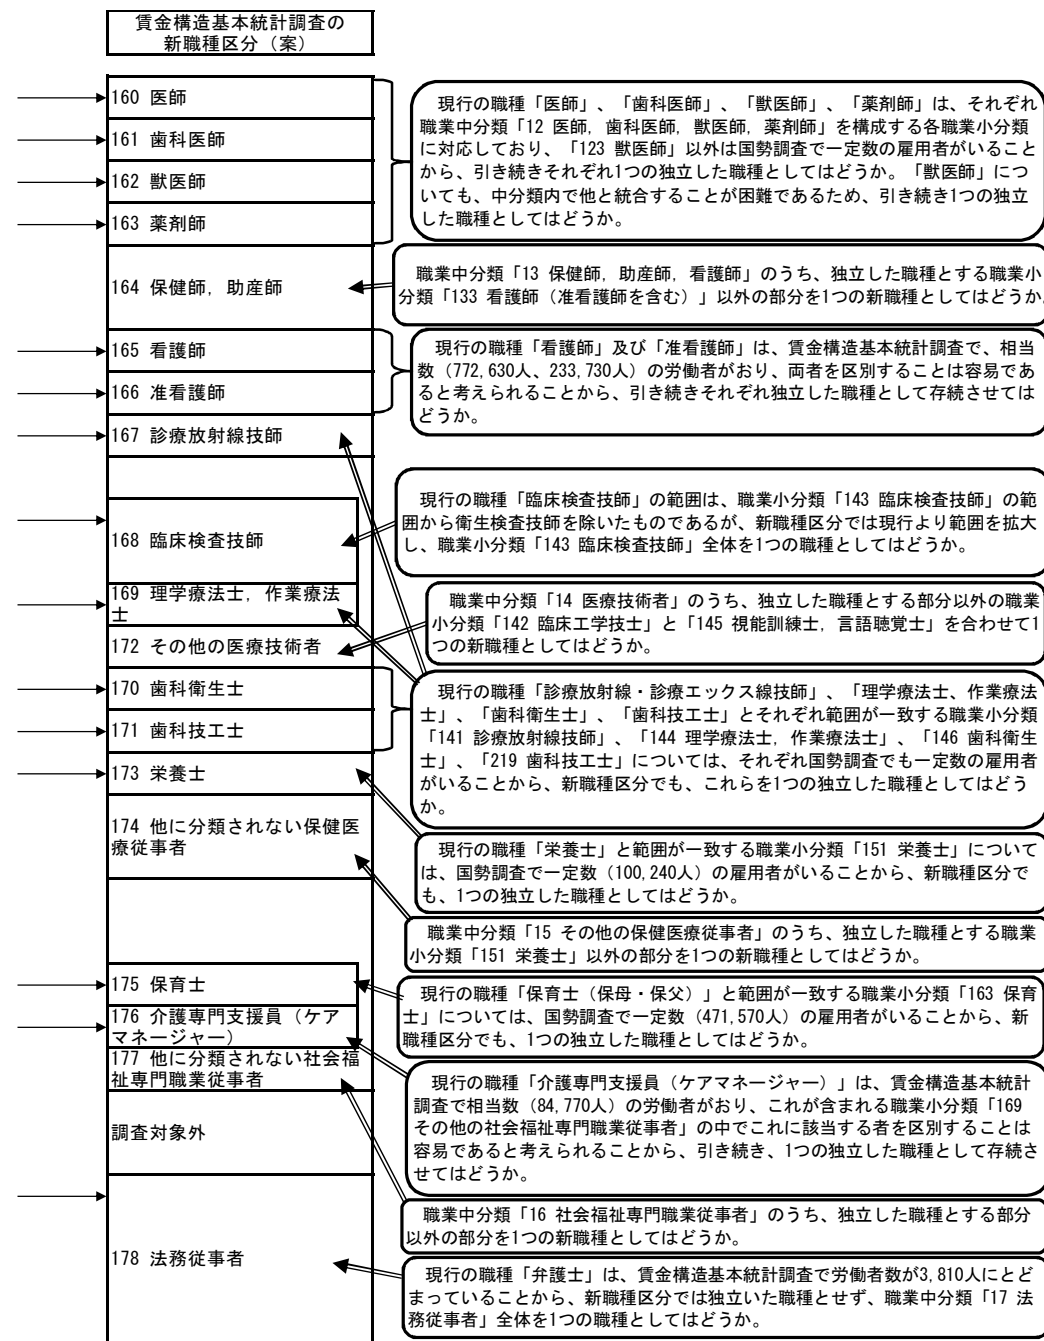 賃金構造基本統計調査の
新職種区分（案）
160 医師
161 歯科医師
162 獣医師
163 薬剤師
現行の職種「医師」、「歯科医師」、「獣医師」、「薬剤師」は、それぞれ
職業中分類「12 医師，歯科医師，獣医師，薬剤師」を構成する各職業小分類
に対応しており、「123 獣医師」以外は国勢調査で一定数の雇用者がいること
から、引き続きそれぞれ1つの独立した職種としてはどうか。「獣医師」につ
いても、中分類内で他と統合することが困難であるため、引き続き1つの独立
した職種としてはどうか。
164 保健師，助産師
職業中分類「13 保健師，助産師，看護師」のうち、独立した職種とする職業小
分類「133 看護師（准看護師を含む）」以外の部分を1つの新職種としてはどうか。
165 看護師
166 准看護師
現行の職種「看護師」及び「准看護師」は、賃金構造基本統計調査で、相当
数（772,630人、233,730人）の労働者がおり、両者を区別することは容易であ
ると考えられることから、引き続きそれぞれ独立した職種として存続させては
どうか。
167 診療放射線技師
168 臨床検査技師
現行の職種「臨床検査技師」の範囲は、職業小分類「143 臨床検査技師」の範
囲から衛生検査技師を除いたものであるが、新職種区分では現行より範囲を拡大
し、職業小分類「143 臨床検査技師」全体を1つの職種としてはどうか。
169 理学療法士，作業療法
士
172 その他の医療技術者
職業中分類「14 医療技術者」のうち、独立した職種とする部分以外の職業
小分類「142 臨床工学技士」と「145 視能訓練士，言語聴覚士」を合わせて1
つの新職種としてはどうか。
170 歯科衛生士
171 歯科技工士
現行の職種「診療放射線・診療エックス線技師」、「理学療法士、作業療法
士」、「歯科衛生士」、「歯科技工士」とそれぞれ範囲が一致する職業小分類
「141 診療放射線技師」、「144 理学療法士，作業療法士」、「146 歯科衛生
士」、「219 歯科技工士」については、それぞれ国勢調査でも一定数の雇用者
がいることから、新職種区分でも、これらを1つの独立した職種としてはどう
か。
173 栄養士
174 他に分類されない保健医
療従事者
現行の職種「栄養士」と範囲が一致する職業小分類「151 栄養士」について
は、国勢調査で一定数（100,240人）の雇用者がいることから、新職種区分で
も、1つの独立した職種としてはどうか。
職業中分類「15 その他の保健医療従事者」のうち、独立した職種とする職業
小分類「151 栄養士」以外の部分を1つの新職種としてはどうか。
175 保育士
現行の職種「保育士（保母・保父）」と範囲が一致する職業小分類「163 保育
士」については、国勢調査で一定数（471,570人）の雇用者がいることから、新
職種区分でも、1つの独立した職種としてはどうか。
176 介護専門支援員（ケア
マネージャー）
177 他に分類されない社会福
祉専門職業従事者
現行の職種「介護専門支援員（ケアマネージャー）」は、賃金構造基本統計
調査で相当数（84,770人）の労働者がおり、これが含まれる職業小分類「169
その他の社会福祉専門職業従事者」の中でこれに該当する者を区別することは
容易であると考えられることから、引き続き、1つの独立した職種として存続さ
せてはどうか。
調査対象外
職業中分類「16 社会福祉専門職業従事者」のうち、独立した職種とする部分
以外の部分を1つの新職種としてはどうか。
178 法務従事者
現行の職種「弁護士」は、賃金構造基本統計調査で労働者数が3,810人にとど
まっていることから、新職種区分では独立いた職種とせず、職業中分類「17 法
務従事者」全体を1つの職種としてはどうか。